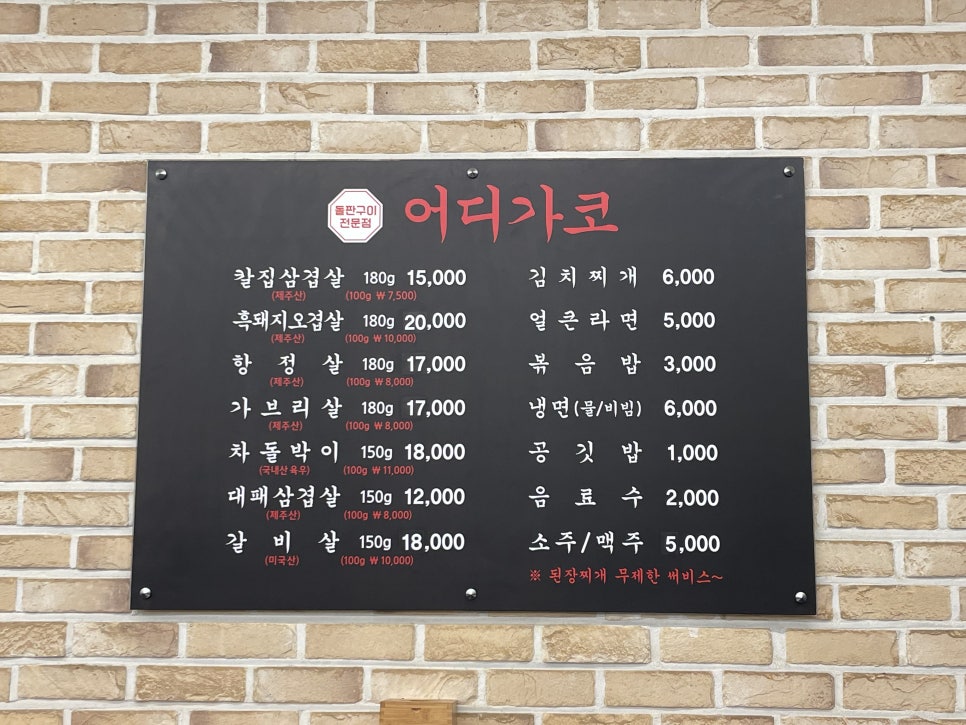 돌판구이
전문점
어디가코
칼집삼겹살 180g 15,000
(제주산) (100g ₩7,500)
흑돼지오겹살 180g 20,000
(제주산) (100g ₩10,000)
항정살 180g 17,000
(제주산) (100g ₩8,000)
가브리살 180g 17,000
(제주산) (100g ₩8,000)
차돌박이 150g 18,000
(국내산 육우) (100g ₩11,000)
대패삼겹살 150g 12,000
(제주산) (100g ₩8,000)
갈비살 150g 18,000
(미국산) (100g ₩10,000)
김치찌개 6,000
얼큰라면 5,000
볶음밥 3,000
냉면(물/비빔) 6,000
공깃밥 1,000
음료수 2,000
소주/맥주 5,000
※ 된장찌개 무제한 써비스~